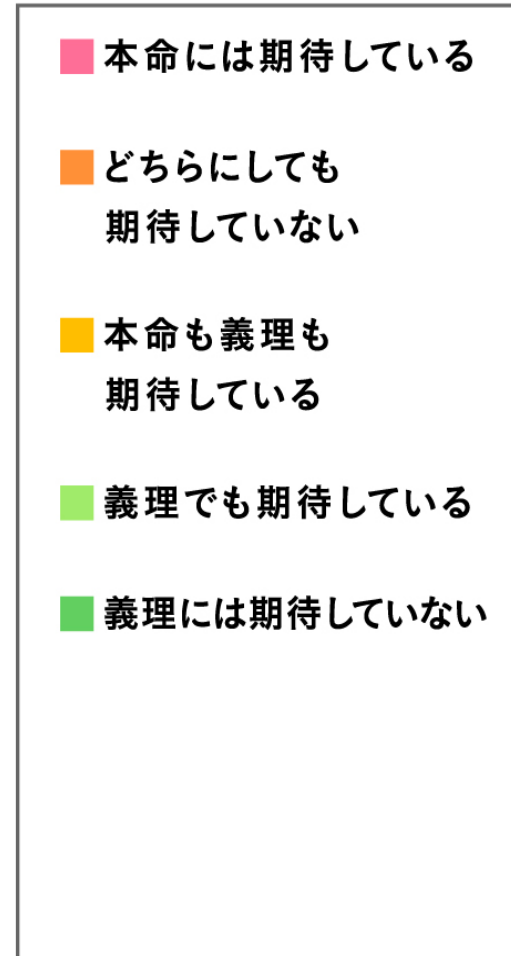 本命には期待している
どちらにしても
期待していない
本命も義理も
期待している
義理でも期待している
義理には期待していない